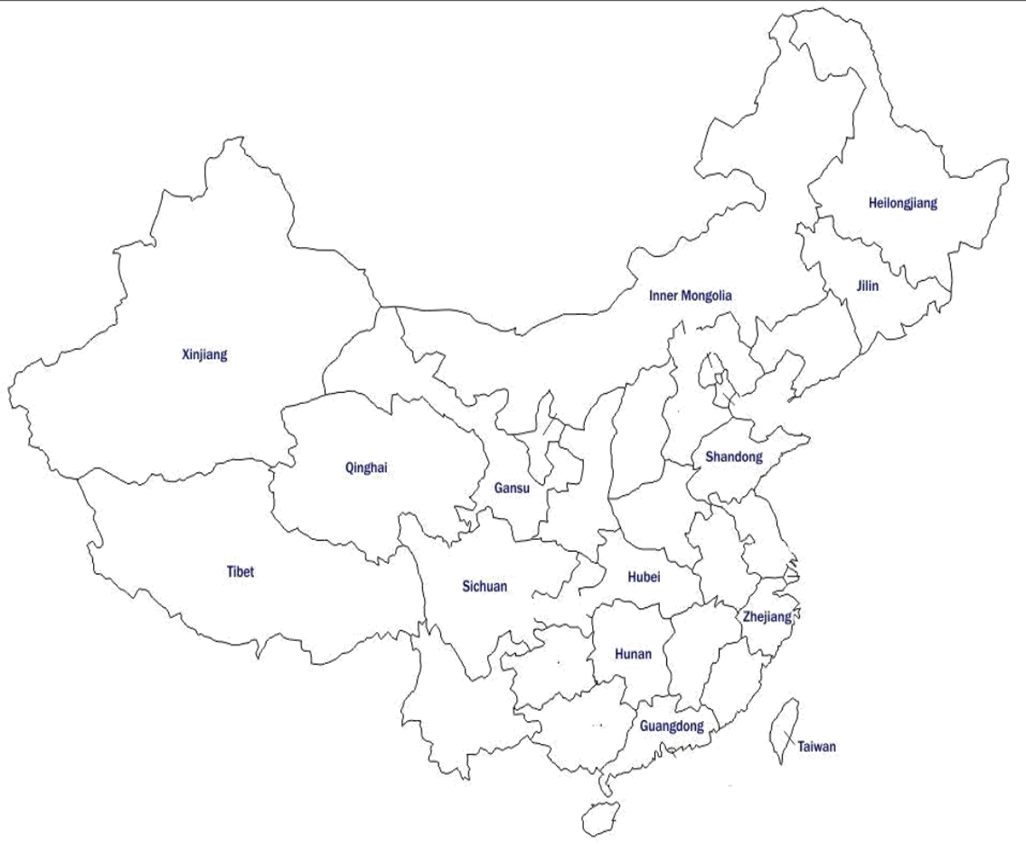 Heilongjiang
Jilin
Inner Mongolia
Xinjiang
Shandong
Qinghai
Gansu
Tibet
Hubei
Sichuan
Zhejiang
Hunan
Guangdong
Taiwan